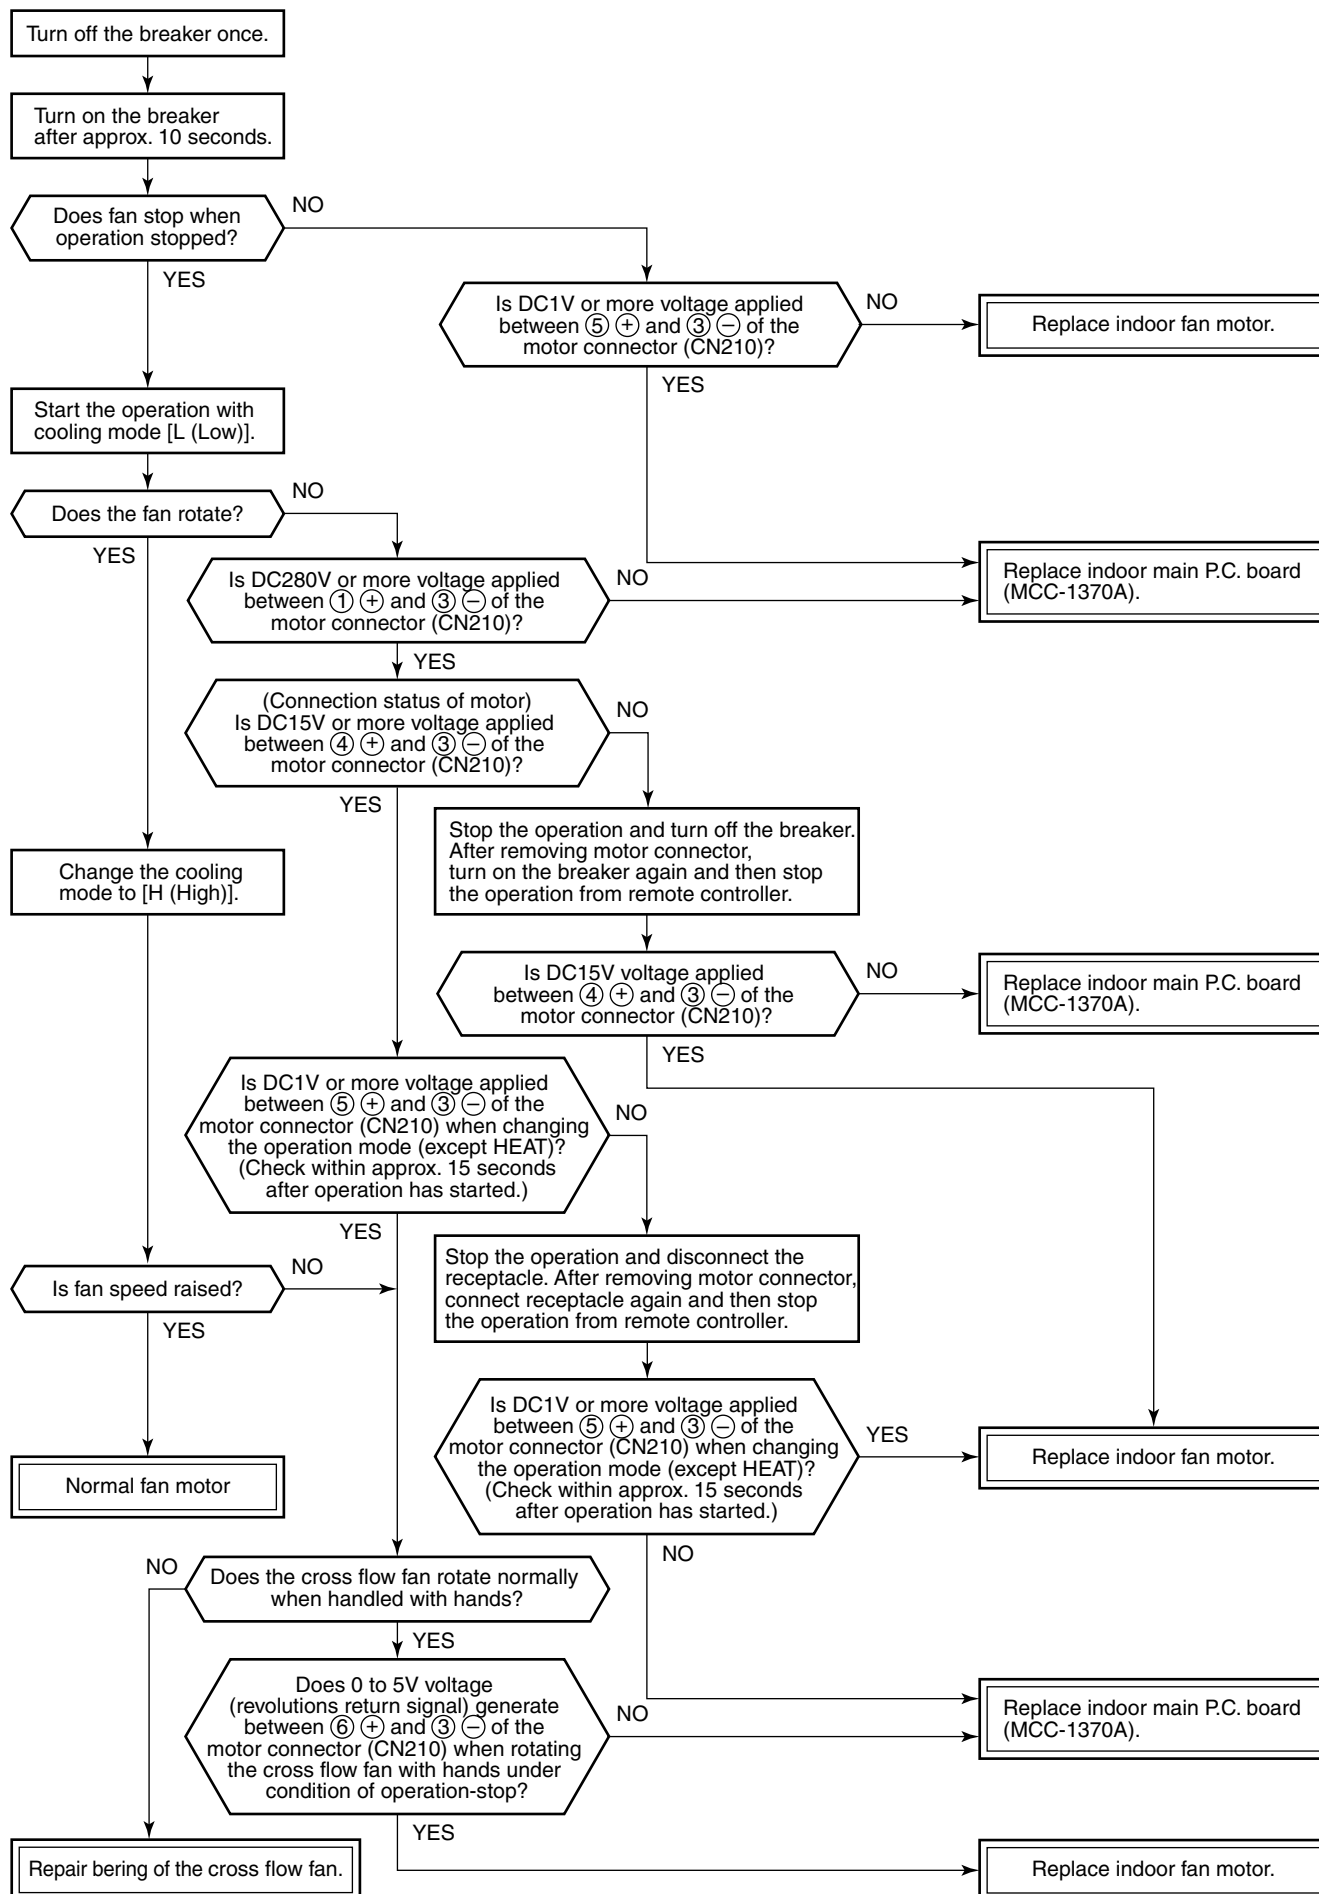 Turn off the breaker once.
Turn on the breaker
after approx. 10 seconds.
Does fan stop when
operation stopped?
NO
YES
Is DC1V or more voltage applied
between ⑤ ⊕ and ③ ⊖ of the
motor connector (CN210)?
NO
Replace indoor fan motor.
YES
Start the operation with
cooling mode [L (Low)].
Does the fan rotate?
NO
YES
Is DC280V or more voltage applied
between ① ⊕ and ③ ⊖ of the
motor connector (CN210)?
NO
Replace indoor main P.C. board
(MCC-1370A).
YES
(Connection status of motor)
Is DC15V or more voltage applied
between ④ ⊕ and ③ ⊖ of the
motor connector (CN210)?
NO
YES
Stop the operation and turn off the breaker.
After removing motor connector,
turn on the breaker again and then stop
the operation from remote controller.
Change the cooling
mode to [H (High)].
Is DC15V voltage applied
between ④ ⊕ and ③ ⊖ of the
motor connector (CN210)?
NO
Replace indoor main P.C. board
(MCC-1370A).
YES
Is DC1V or more voltage applied
between ⑤ ⊕ and ③ ⊖ of the
motor connector (CN210) when changing
the operation mode (except HEAT)?
(Check within approx. 15 seconds
after operation has started.)
NO
YES
Stop the operation and disconnect the
receptacle. After removing motor connector,
connect receptacle again and then stop
the operation from remote controller.
Is fan speed raised?
NO
YES
Is DC1V or more voltage applied
between ⑤ ⊕ and ③ ⊖ of the
motor connector (CN210) when changing
the operation mode (except HEAT)?
(Check within approx. 15 seconds
after operation has started.)
YES
Replace indoor fan motor.
NO
Normal fan motor
Does the cross flow fan rotate normally
when handled with hands?
NO
YES
Does 0 to 5V voltage
(revolutions return signal) generate
between ⑥ ⊕ and ③ ⊖ of the
motor connector (CN210) when rotating
the cross flow fan with hands under
condition of operation-stop?
NO
Replace indoor main P.C. board
(MCC-1370A).
YES
Repair bering of the cross flow fan.
Replace indoor fan motor.